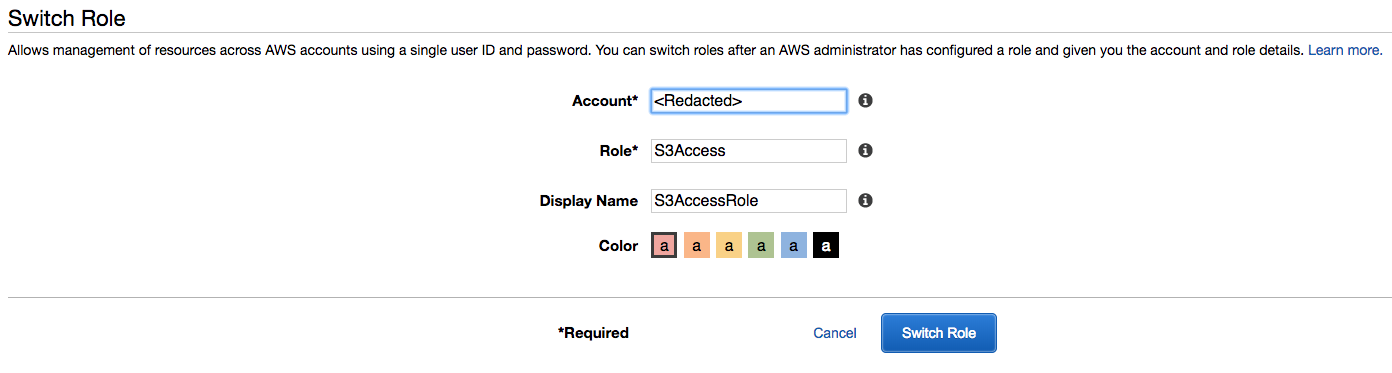 Switch Role
Allows management of resources across AWS accounts using a single user ID and password. You can switch roles after an AWS administrator has configured a role and given you the account and role details. Learn more.
Account* <Redacted> i
Role* S3Access i
Display Name S3AccessRole i
Color a a a a a a
*Required Cancel Switch Role